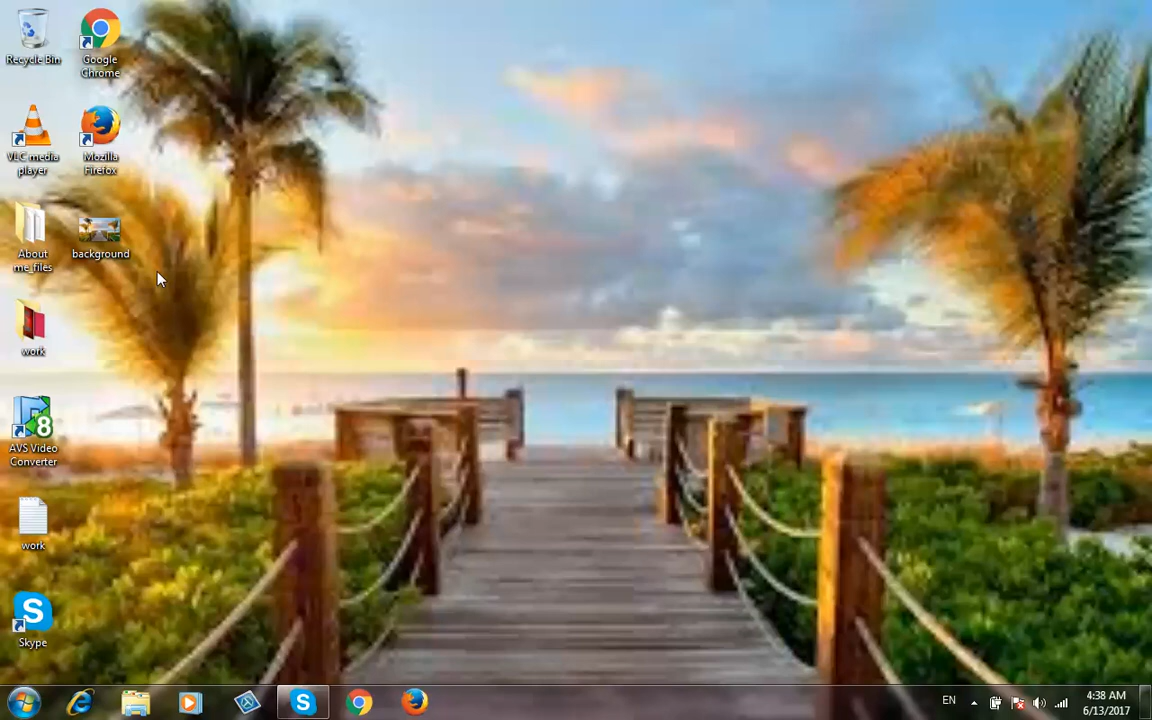 Recycle Bin
Google
Chrome
VLC media
player
Mozilla
Firefox
About
me_files
background
work
8
AVS Video
Converter
work
S
Skype
S
EN
4:38 AM
6/13/2017